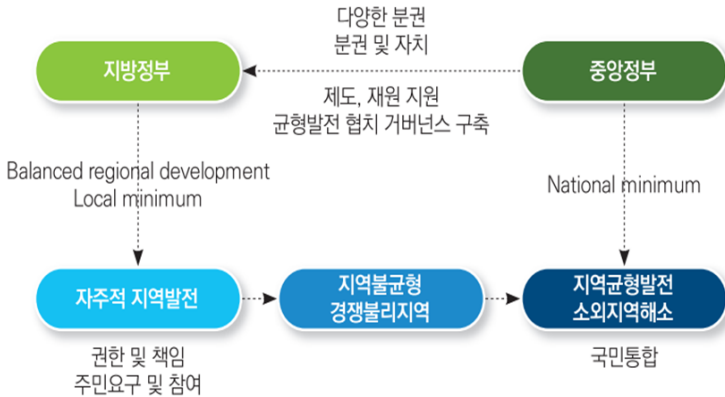 다양한 분권
분권 및 자치
지방정부
중앙정부
제도, 재원 지원
균형발전 협치 거버넌스 구축
Balanced regional development
Local minimum
National minimum
자주적 지역발전
지역불균형
경쟁불리지역
지역균형발전
소외지역해소
권한 및 책임
주민요구 및 참여
국민통합